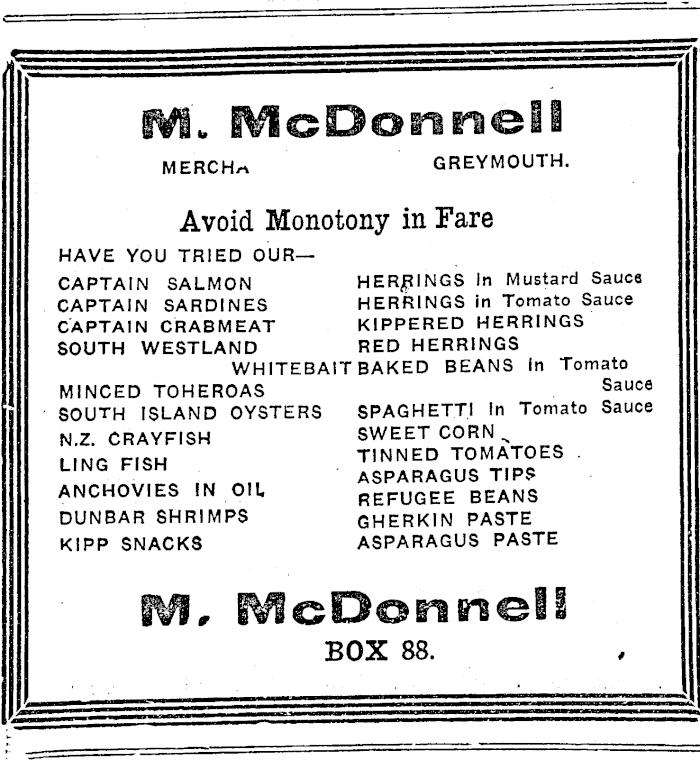 M. McDonnell
GREYMOUTH.
Avoid Monotony in Fare
HAVE YOU TRIED OUR—
CAPTAIN SALMON
CAPTAIN SARDINES
CAPTAIN CRABMEAT
SOUTH WESTLAND
WHITEBAIT
MINCED TOHEROAS
SOUTH ISLAND OYSTERS
N.Z. CRAYFISH
LING FISH
ANCHOVIES IN OIL
DUNBAR SHRIMPS
KIPP SNACKS
HERRINGS in Mustard Sauce
HERRINGS in Tomato Sauce
KIPPERED HERRINGS
RED HERRINGS
BAKED BEANS in Tomato
Sauce
SPAGHETTI in Tomato Sauce
SWEET CORN
TINNED TOMATOES
ASPARAGUS TIPS
REFUGEE BEANS
GHERKIN PASTE
ASPARAGUS PASTE
M. McDonnell
BOX 88.